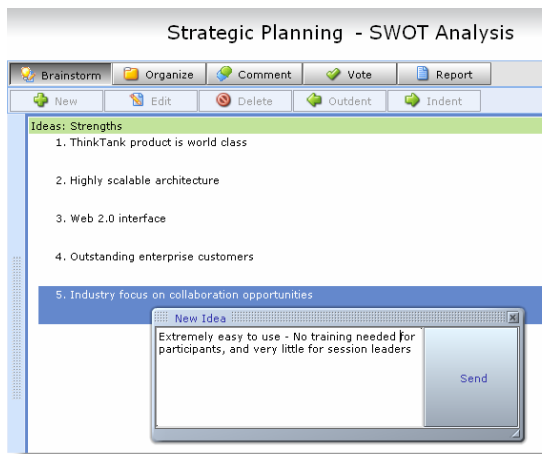 Strategic Planning - SWOT Analysis
Brainstorm Organize Comment Vote Report
New Edit Delete Outdent Indent
Ideas: Strengths
1. ThinkTank product is world class
2. Highly scalable architecture
3. Web 2.0 interface
4. Outstanding enterprise customers
5. Industry focus on collaboration opportunities
New Idea
Extremely easy to use - No training needed for
participants, and very little for session leaders
Send